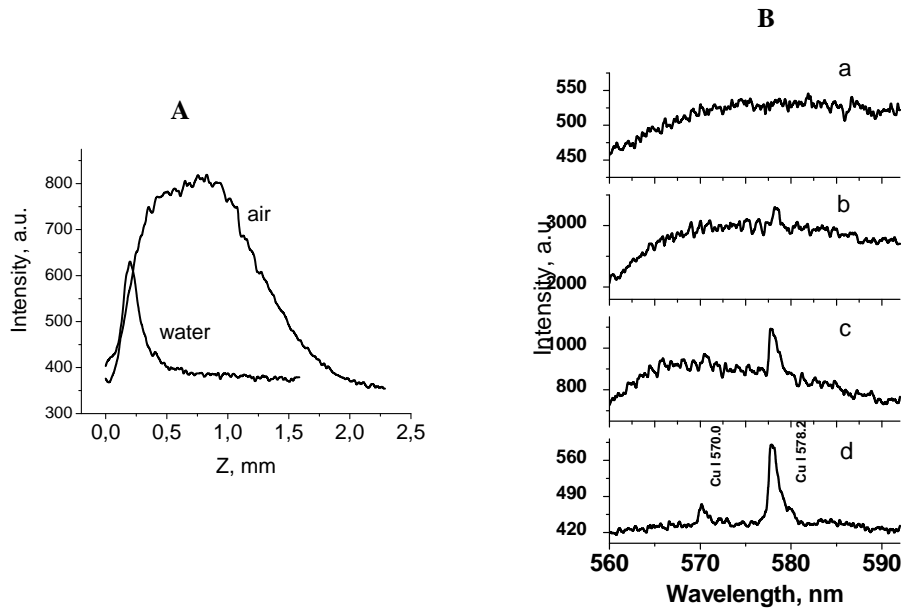 A
800
700
600
500
400
300
Intensity, a.u.
air
water
0,0 0,5 1,0 1,5 2,0 2,5
Z, mm
B
a
550
500
450
b
3000
2000
Intensity, a.u.
c
1000
800
d
Cu I 570.0
Cu I 578.2
560
490
420
560 570 580 590
Wavelength, nm